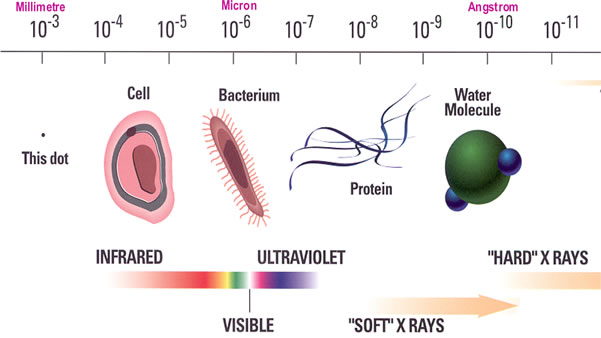 Millimetre Micron Angstrom
10-3 10-4 10-5 10-6 10-7 10-8 10-9 10-10 10-11
Cell Bacterium Water
Molecule
This dot Protein
INFRARED ULTRAVIOLET "HARD" X RAYS
VISIBLE "SOFT" X RAYS